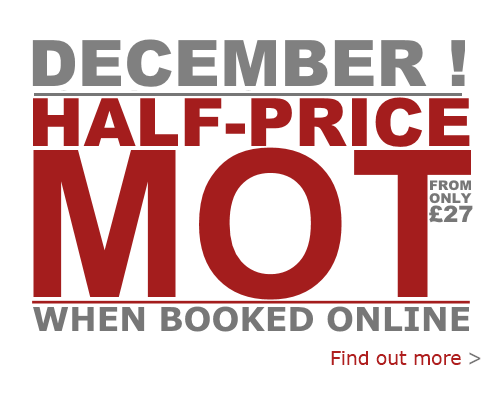 DECEMBER !
HALF-PRICE
MOT
FROM
ONLY
£27
WHEN BOOKED ONLINE
Find out more >